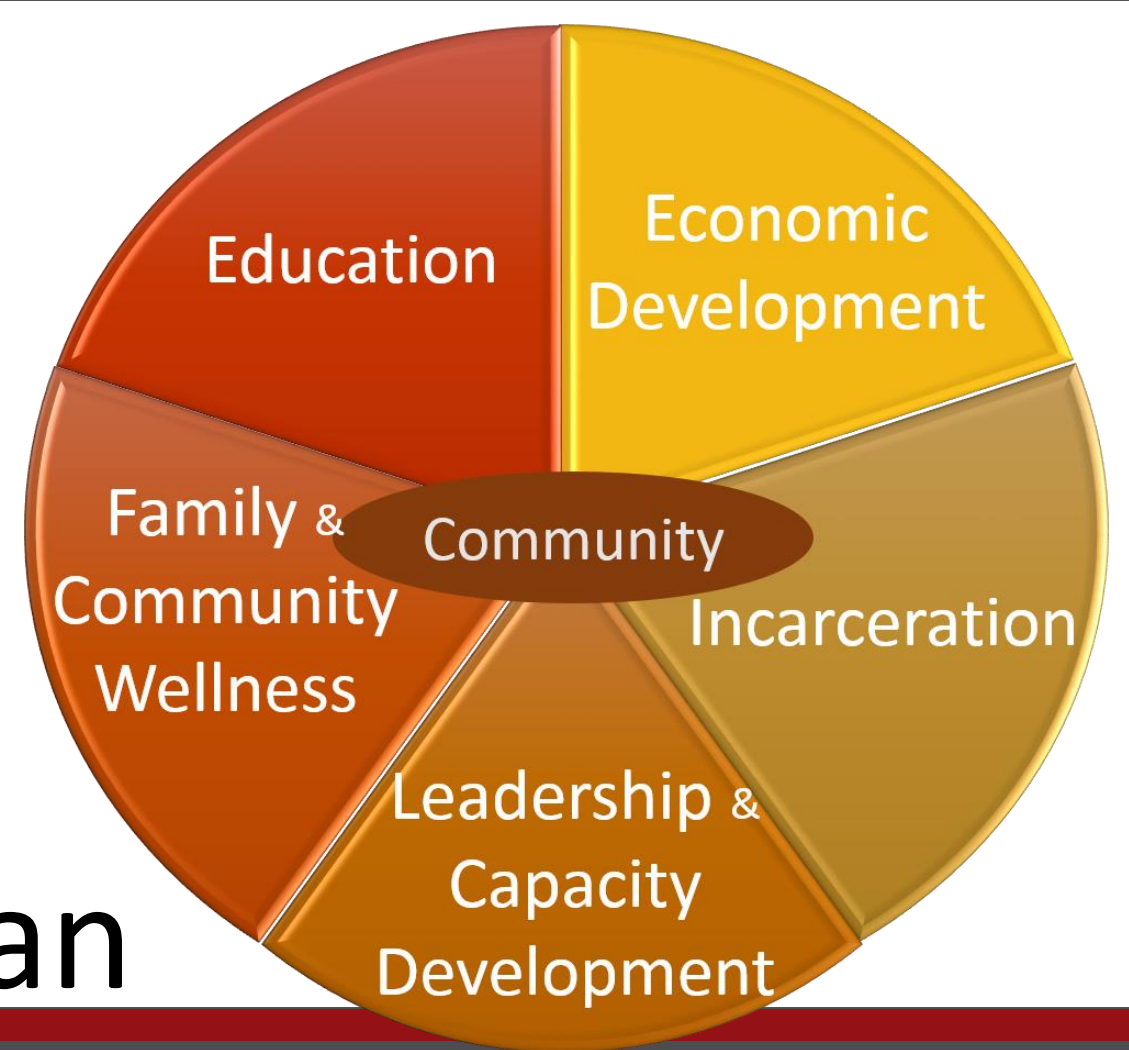 Education
Economic
Development
Family &
Community
Wellness
Community
Incarceration
Leadership &
Capacity
Development
an